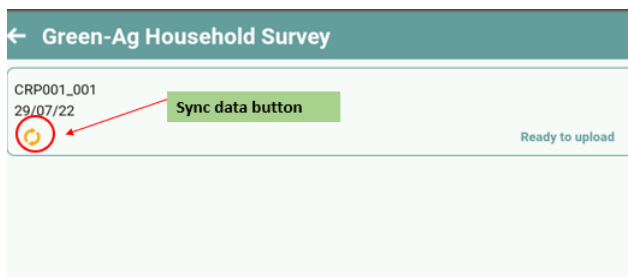 Green-Ag Household Survey
CRP001_001
29/07/22
Sync data button
Ready to upload